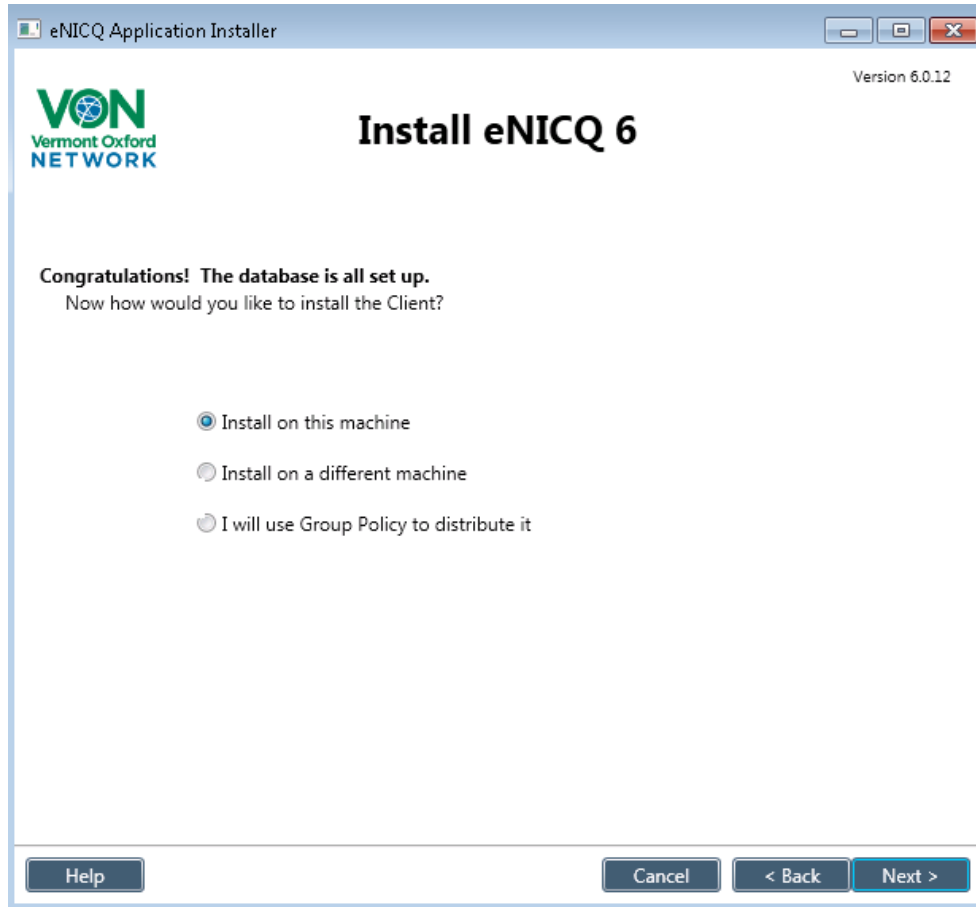 eNICQ Application Installer
Version 6.0.12
VON
Vermont Oxford
NETWORK
Install eNICQ 6
Congratulations!  The database is all set up.
Now how would you like to install the Client?
Install on this machine
Install on a different machine
I will use Group Policy to distribute it
Help
Cancel
< Back
Next >